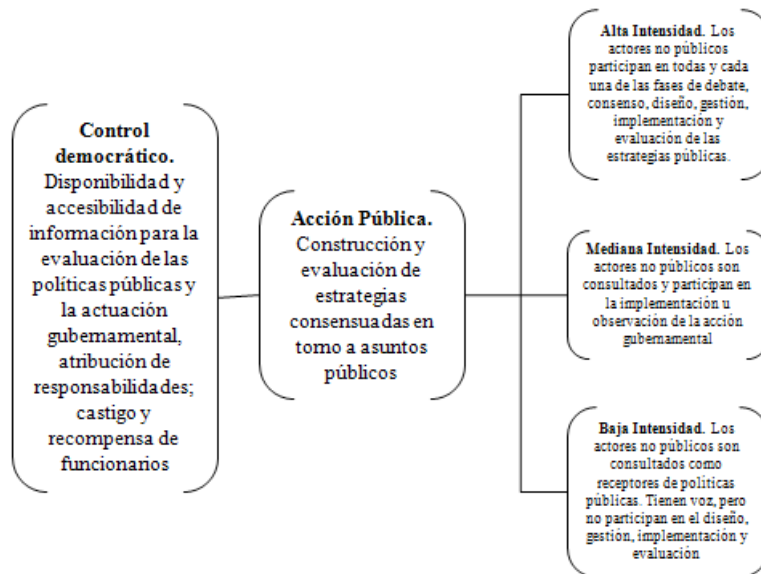 Control
democrático.
Disponibilidad y
accesibilidad de
información para la
evaluación de las
políticas públicas y
la actuación
gubernamental,
atribución de
responsabilidades;
castigo y
recompensa de
funcionarios
Acción Pública.
Construcción y
evaluación de
estrategias
consensuadas en
torno a asuntos
públicos
Alta Intensidad. Los
actores no públicos
participan en todas y cada
una de las fases de debate,
consenso, diseño, gestión,
implementación y
evaluación de las
estrategias públicas.
Mediana Intensidad. Los
actores no públicos son
consultados y participan en
la implementación u
observación de la acción
gubernamental
Baja Intensidad. Los
actores no públicos son
consultados como
receptores de políticas
públicas. Tienen voz, pero
no participan en el diseño,
gestión, implementación y
evaluación